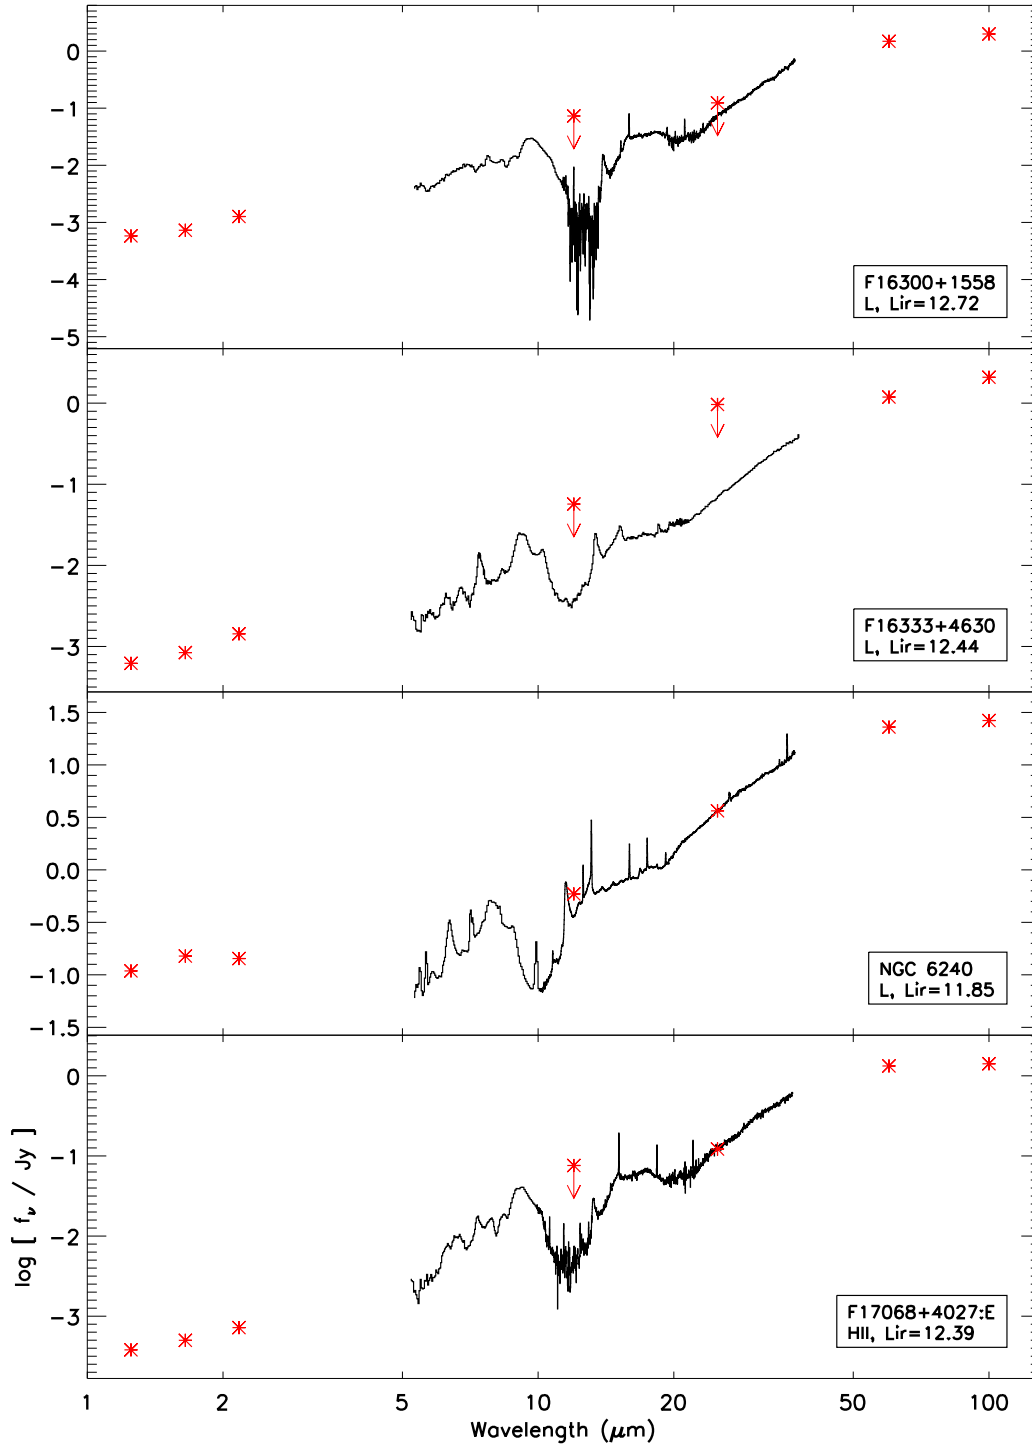 0
−1
−2
−3
−4
−5
F16300+1558
L, Lir=12.72
0
−1
−2
−3
F16333+4630
L, Lir=12.44
1.5
1.0
0.5
0.0
−0.5
−1.0
−1.5
NGC 6240
L, Lir=11.85
0
−1
−2
−3
log [ fν / Jy ]
F17068+4027:E
HII, Lir=12.39
1 2 5 10 20 50 100
Wavelength (μm)